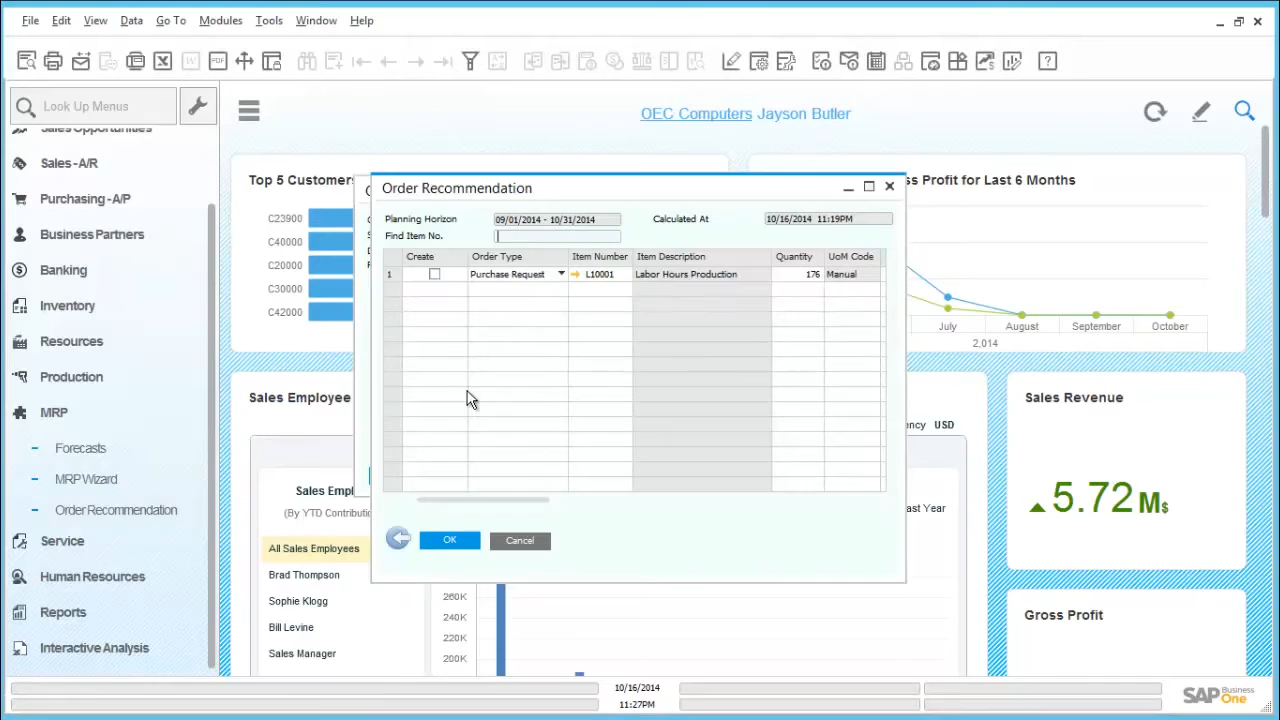 File Edit View Data Go To Modules Tools Window Help
Look Up Menus
OEC Computers Jayson Butler
Sales Opportunities
Sales - A/R
Purchasing - A/P
Business Partners
Banking
Inventory
Resources
Production
MRP
Forecasts
MRP Wizard
Order Recommendation
Service
Human Resources
Reports
Interactive Analysis
Top 5 Customers
C23900
C40000
C20000
C30000
C42000
Order Recommendation
Planning Horizon 09/01/2014 - 10/31/2014 Calculated At 10/16/2014 11:19PM
Find Item No.
Create Order Type Item Number Item Description Quantity UoM Code
1 Purchase Request L10001 Labor Hours Production 176 Manual
OK Cancel
ss Profit for Last 6 Months
July August September October
2,014
Sales Employee
ncy USD
Sales Empl
(By YTD Contributio
ast Year
All Sales Employees
Brad Thompson
Sophie Klogg
Bill Levine
Sales Manager
260K
240K
220K
200K
Sales Revenue
5.72 M$
Gross Profit
10/16/2014
11:27PM
SAP Business One